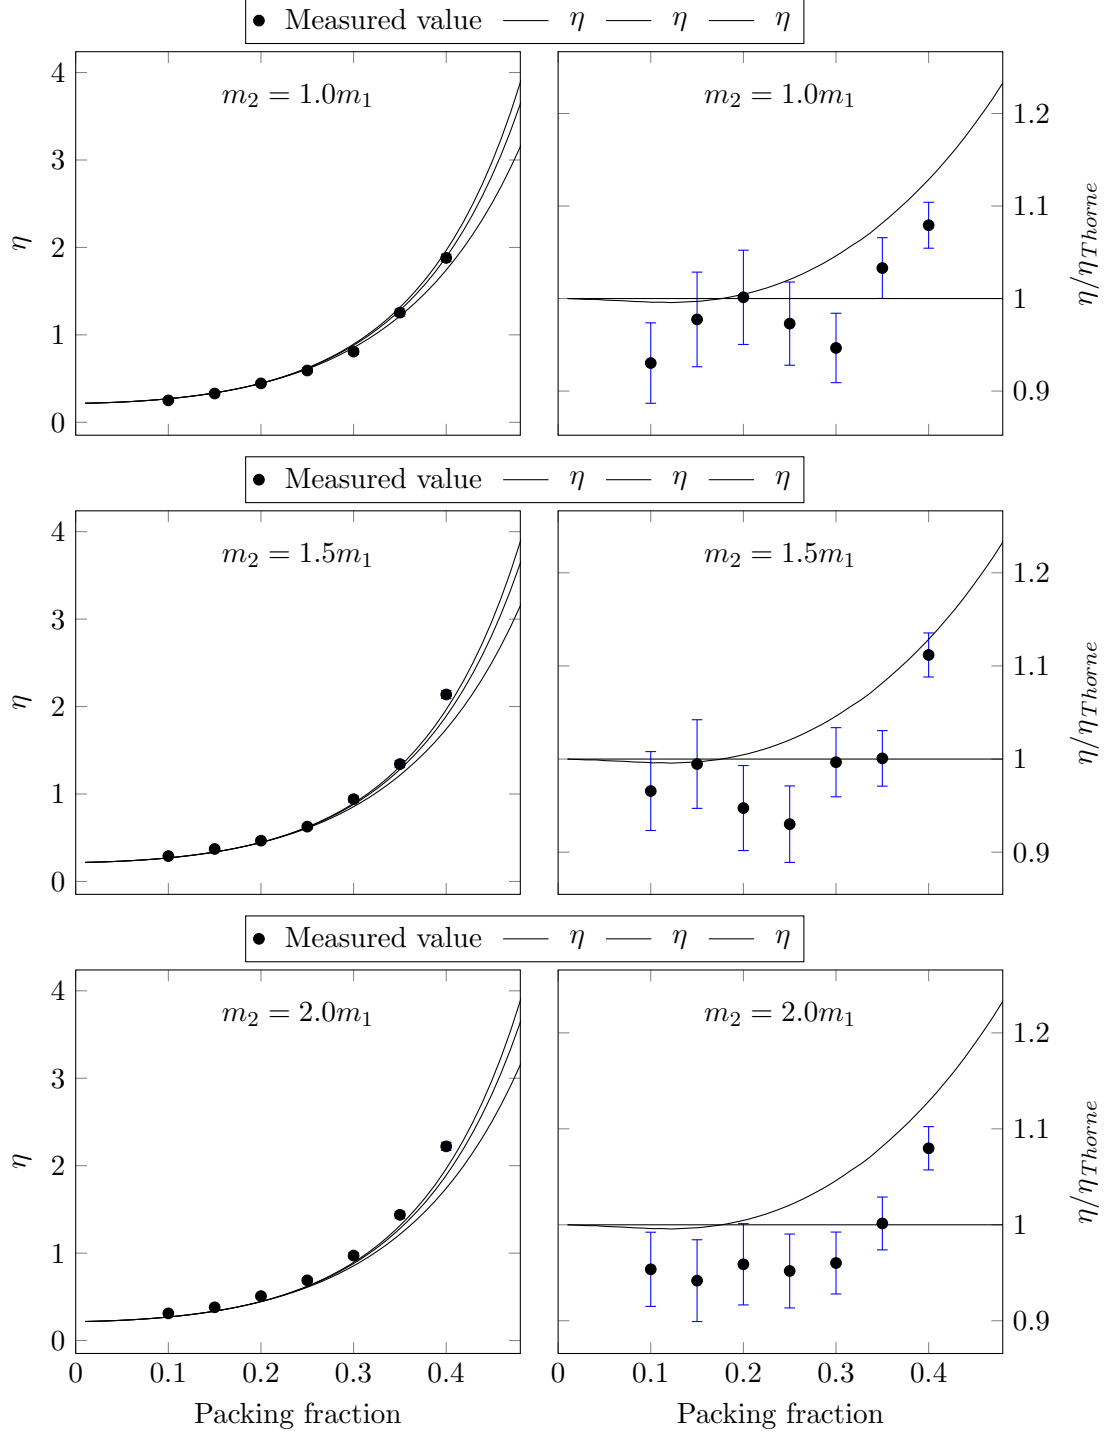 Measured value η η η
m₂ = 1.0m₁
m₂ = 1.0m₁
4
3
2
1
0
η
1.2
1.1
1
0.9
η/η_Thorne
Measured value η η η
m₂ = 1.5m₁
m₂ = 1.5m₁
4
3
2
1
0
η
1.2
1.1
1
0.9
η/η_Thorne
Measured value η η η
m₂ = 2.0m₁
m₂ = 2.0m₁
4
3
2
1
0
η
1.2
1.1
1
0.9
η/η_Thorne
0 0.1 0.2 0.3 0.4
0.1 0.2 0.3 0.4
Packing fraction
Packing fraction